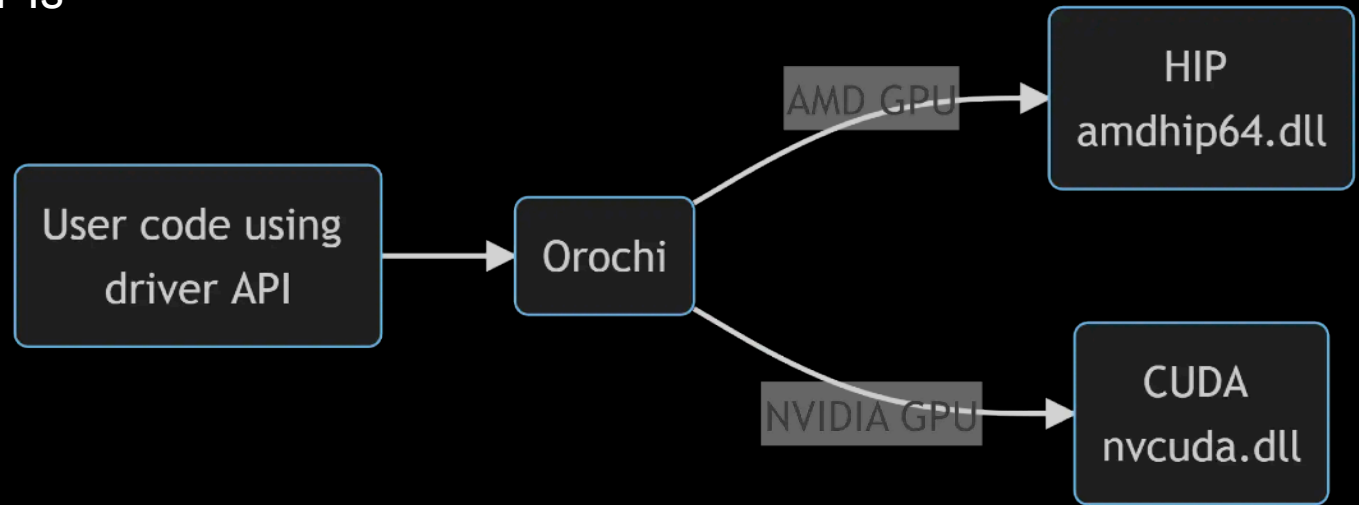 User code using
driver API
Orochi
AMD GPU
HIP
amdhip64.dll
NVIDIA GPU
CUDA
nvcuda.dll